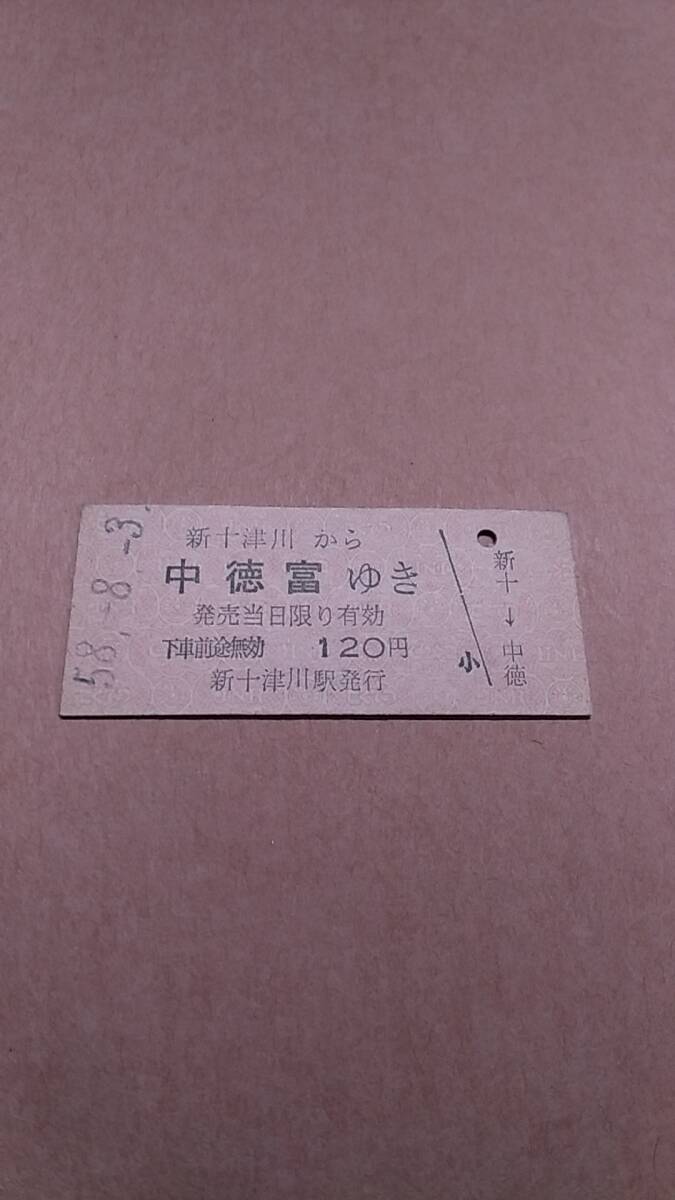 58.-8.-3.
新十津川 から
中徳富 ゆき
発売当日限り有効
下車前途無効 120円
新十津川駅発行
小
新十→中徳